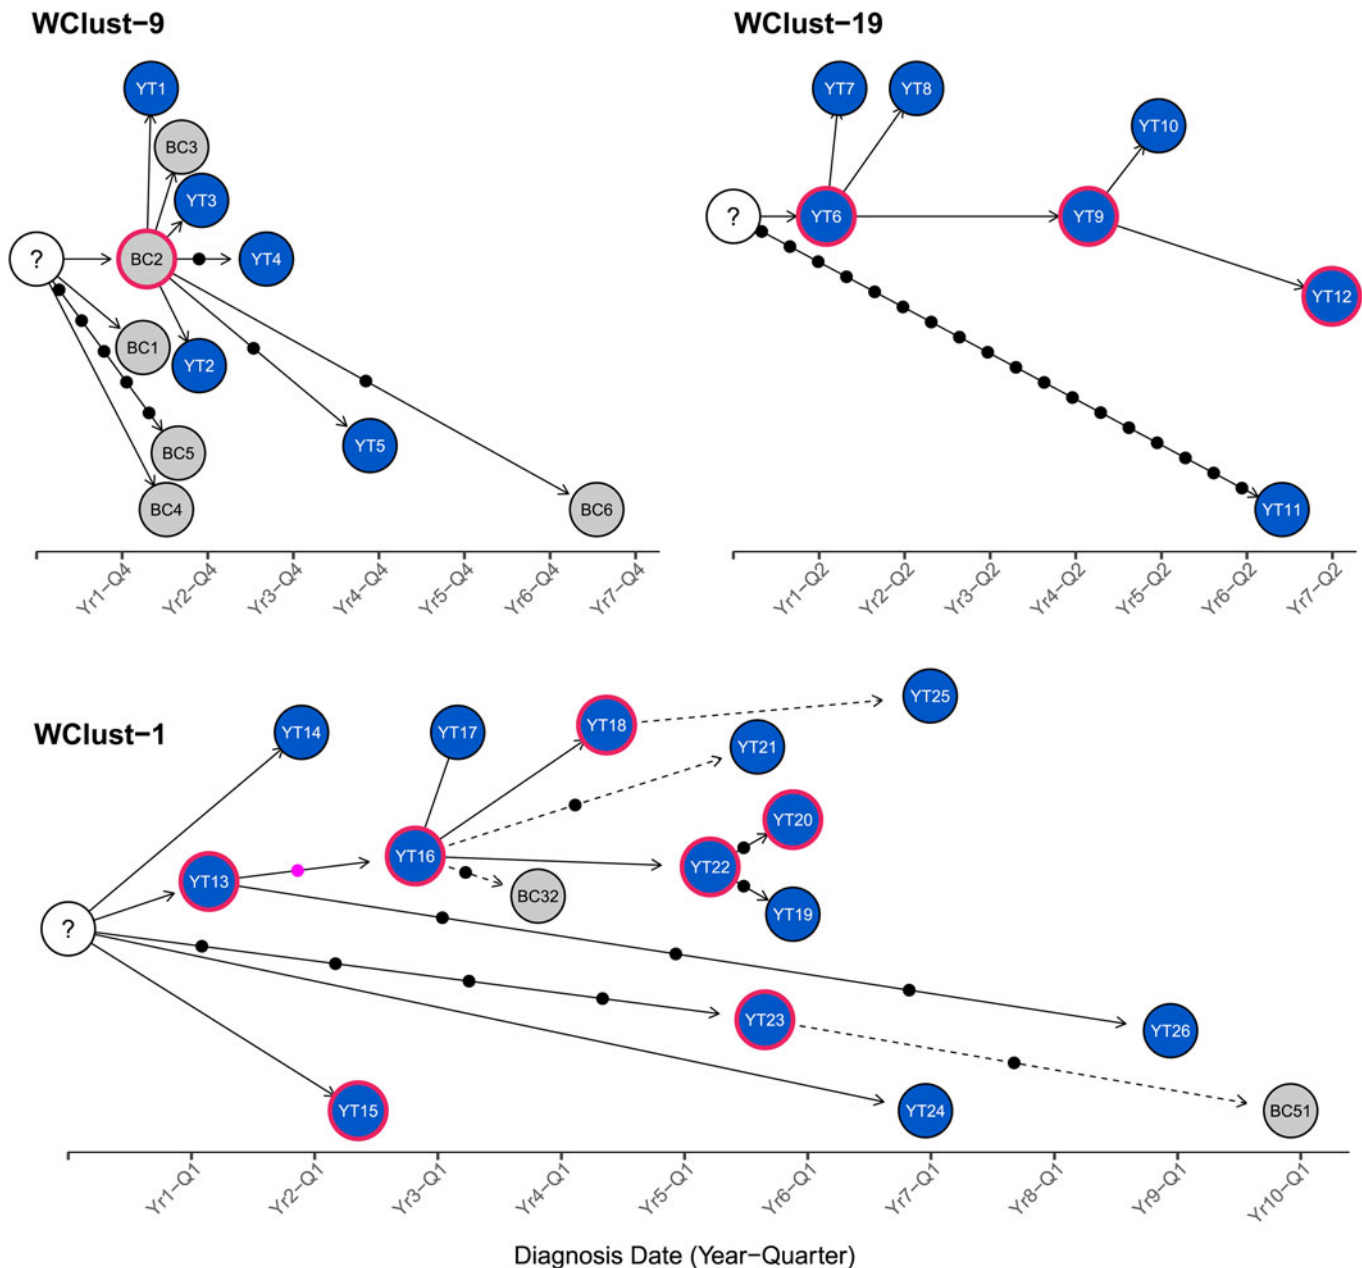 WClust−9
YT1
BC3
YT3
?
BC2
YT4
BC1
YT2
YT5
BC5
BC4
BC6
Yr1−Q4
Yr2−Q4
Yr3−Q4
Yr4−Q4
Yr5−Q4
Yr6−Q4
Yr7−Q4
WClust−19
YT7
YT8
YT10
?
YT6
YT9
YT12
YT11
Yr1−Q2
Yr2−Q2
Yr3−Q2
Yr4−Q2
Yr5−Q2
Yr6−Q2
Yr7−Q2
WClust−1
YT25
YT14
YT17
YT18
YT21
YT20
YT16
YT22
YT13
BC32
YT19
?
YT23
YT26
YT15
YT24
BC51
Yr1−Q1
Yr2−Q1
Yr3−Q1
Yr4−Q1
Yr5−Q1
Yr6−Q1
Yr7−Q1
Yr8−Q1
Yr9−Q1
Yr10−Q1
Diagnosis Date (Year−Quarter)